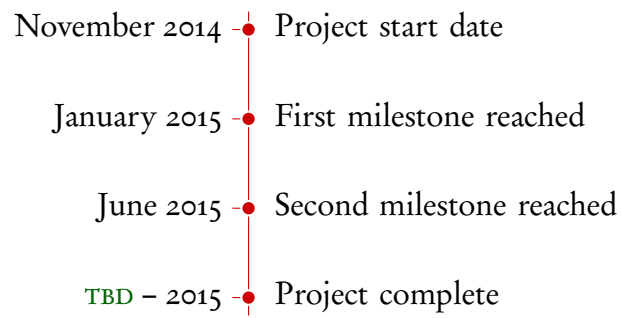 November 2014 Project start date
January 2015 First milestone reached
June 2015 Second milestone reached
TBD – 2015 Project complete